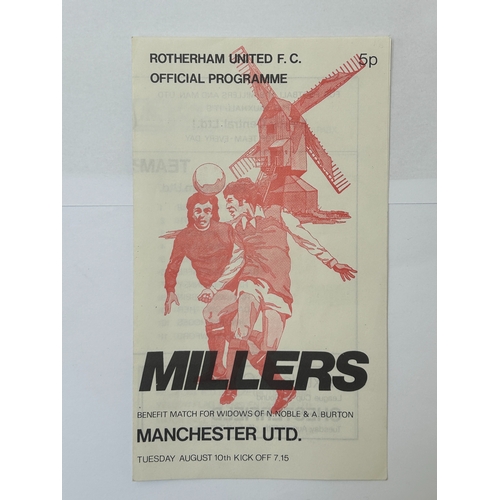 ROTHERHAM UNITED F. C.
5p
OFFICIAL PROGRAMME
MILLERS
BENEFIT MATCH FOR WIDOWS OF N. NOBLE & A. BURTON
MANCHESTER UTD.
TUESDAY AUGUST 10th KICK OFF 7.15